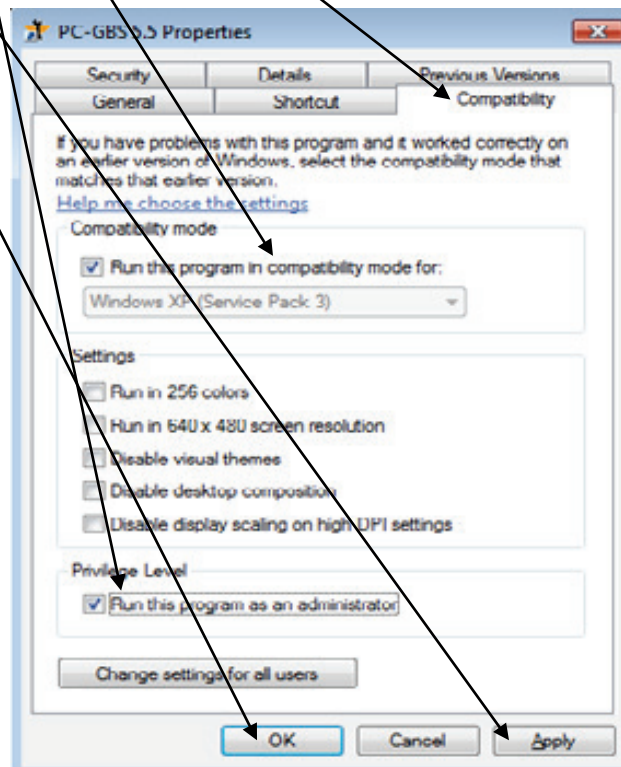 PC-GBS 5.5 Properties
Security Details Previous Versions
General Shortcut Compatibility
If you have problems with this program and it worked correctly on
an earlier version of Windows, select the compatibility mode that
matches that earlier version.
Help me choose the settings
Compatibility mode
Run this program in compatibility mode for:
Windows XP (Service Pack 3)
Settings
Run in 256 colors
Run in 640 x 480 screen resolution
Disable visual themes
Disable desktop composition
Disable display scaling on high DPI settings
Privilege Level
Run this program as an administrator
Change settings for all users
OK Cancel Apply